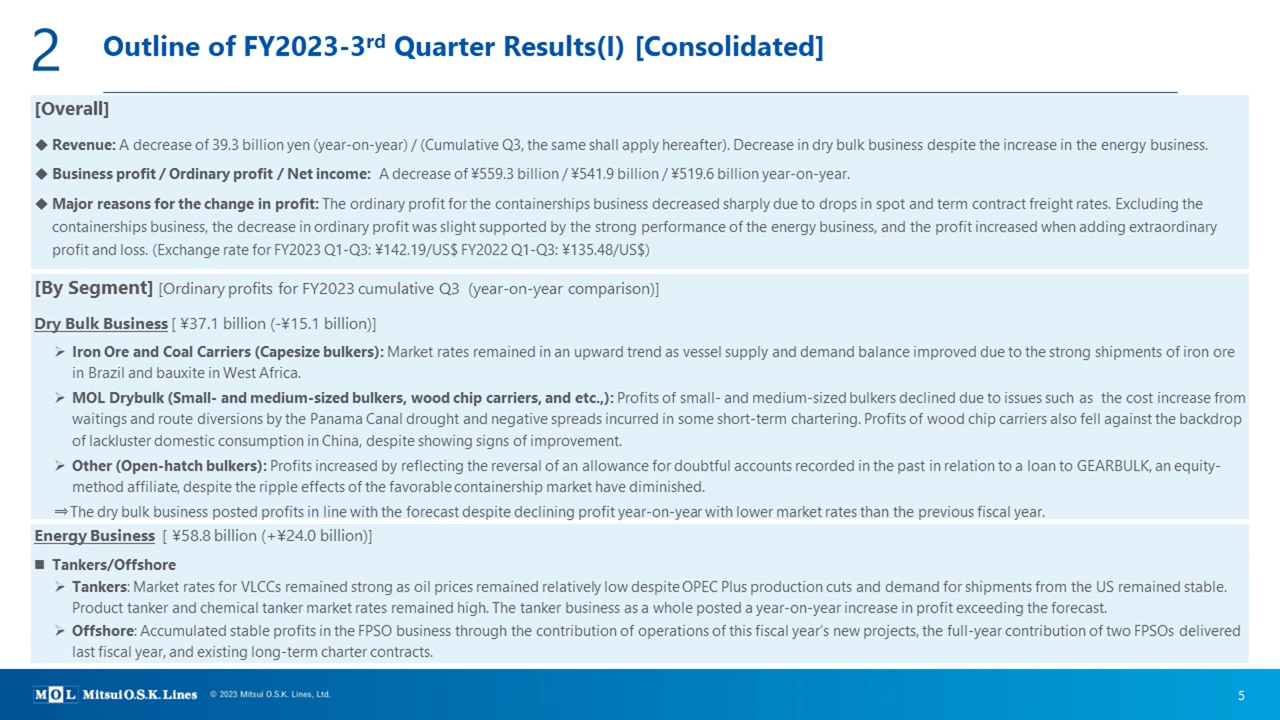 2
Outline of FY2023-3rd Quarter Results(I) [Consolidated]
[Overall]
◆ Revenue: A decrease of 39.3 billion yen (year-on-year) / (Cumulative Q3, the same shall apply hereafter). Decrease in dry bulk business despite the increase in the energy business.
◆ Business profit / Ordinary profit / Net income: A decrease of ¥559.3 billion / ¥541.9 billion / ¥519.6 billion year-on-year.
◆ Major reasons for the change in profit: The ordinary profit for the containerships business decreased sharply due to drops in spot and term contract freight rates. Excluding the
containerships business, the decrease in ordinary profit was slight supported by the strong performance of the energy business, and the profit increased when adding extraordinary
profit and loss. (Exchange rate for FY2023 Q1-Q3: ¥142.19/US$ FY2022 Q1-Q3: ¥135.48/US$)
[By Segment] [Ordinary profits for FY2023 cumulative Q3 (year-on-year comparison)]
Dry Bulk Business [ ¥37.1 billion (-¥15.1 billion)]
➢ Iron Ore and Coal Carriers (Capesize bulkers): Market rates remained in an upward trend as vessel supply and demand balance improved due to the strong shipments of iron ore
in Brazil and bauxite in West Africa.
➢ MOL Drybulk (Small- and medium-sized bulkers, wood chip carriers, and etc.,): Profits of small- and medium-sized bulkers declined due to issues such as the cost increase from
waitings and route diversions by the Panama Canal drought and negative spreads incurred in some short-term chartering. Profits of wood chip carriers also fell against the backdrop
of lackluster domestic consumption in China, despite showing signs of improvement.
➢ Other (Open-hatch bulkers): Profits increased by reflecting the reversal of an allowance for doubtful accounts recorded in the past in relation to a loan to GEARBULK, an equity-
method affiliate, despite the ripple effects of the favorable containership market have diminished.
⇒The dry bulk business posted profits in line with the forecast despite declining profit year-on-year with lower market rates than the previous fiscal year.
Energy Business [ ¥58.8 billion (+¥24.0 billion)]
■ Tankers/Offshore
➢ Tankers: Market rates for VLCCs remained strong as oil prices remained relatively low despite OPEC Plus production cuts and demand for shipments from the US remained stable.
Product tanker and chemical tanker market rates remained high. The tanker business as a whole posted a year-on-year increase in profit exceeding the forecast.
➢ Offshore: Accumulated stable profits in the FPSO business through the contribution of operations of this fiscal year's new projects, the full-year contribution of two FPSOs delivered
last fiscal year, and existing long-term charter contracts.
MOL Mitsui O.S.K. Lines © 2023 Mitsui O.S.K. Lines, Ltd. 5